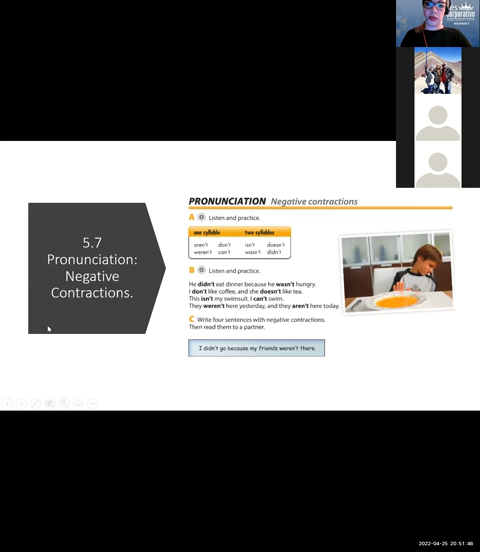 Corporativo
5.7
Pronunciation:
Negative
Contractions.
PRONUNCIATION Negative contractions
A Listen and practice.
one syllable two syllables
aren't don't isn't doesn't
weren't can't wasn't didn't
B Listen and practice.
He didn't eat dinner because he wasn't hungry.
I don't like coffee, and she doesn't like tea.
This isn't my swimsuit. I can't swim.
They weren't here yesterday, and they aren't here today.
C Write four sentences with negative contractions.
Then read them to a partner.
I didn't go because my friends weren't there.
2022-04-25 20:51:46